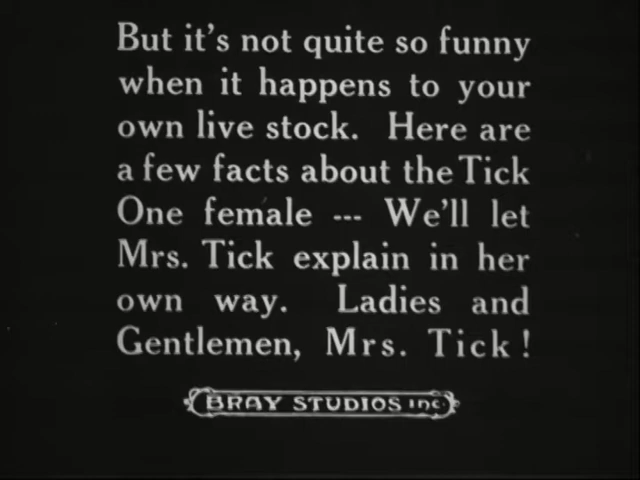 But it's not quite so funny
when it happens to your
own live stock. Here are
a few facts about the Tick
One female --- We'll let
Mrs. Tick explain in her
own way. Ladies and
Gentlemen, Mrs. Tick!
BRAY STUDIOS Inc.